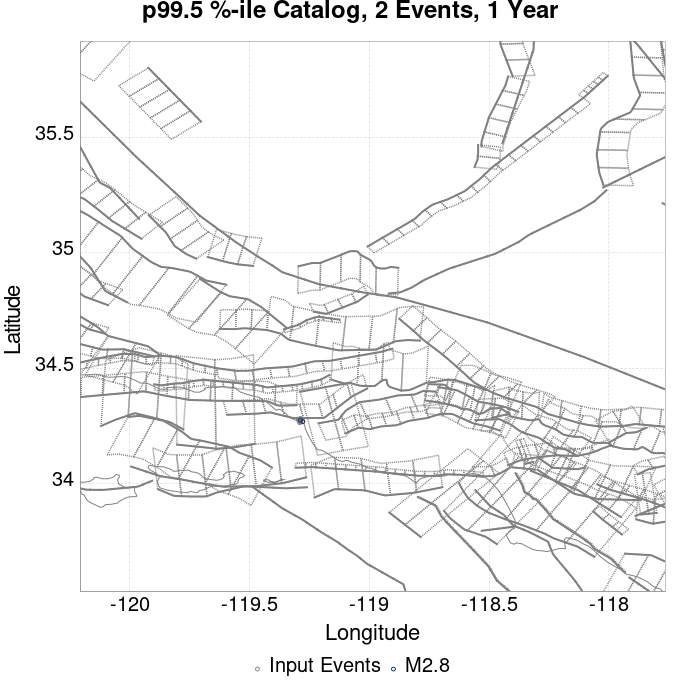 p99.5 %-ile Catalog, 2 Events, 1 Year
35.5
35
34.5
34
Latitude
-120 -119.5 -119 -118.5 -118
Longitude
Input Events M2.8